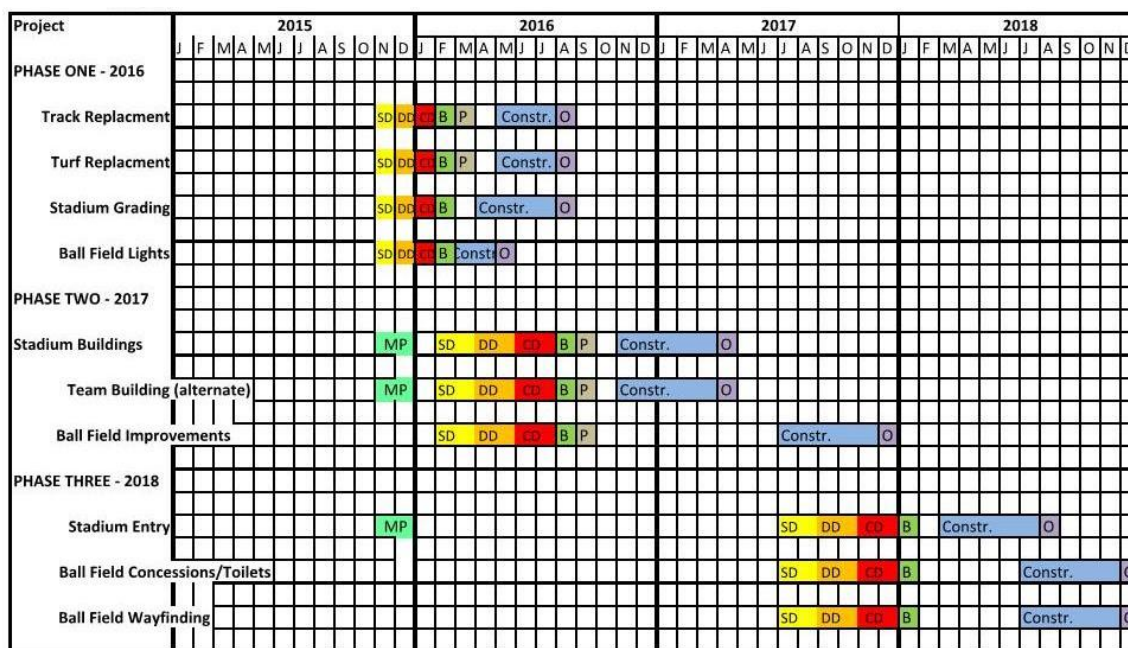 Project 2015 2016 2017 2018
J F M A M J J A S O N D J F M A M J J A S O N D J F M A M J J A S O N D J F M A M J J A S O N D
PHASE ONE - 2016
Track Replacment SD DD CD B P Constr. O
Turf Replacment SD DD CD B P Constr. O
Stadium Grading SD DD CD B Constr. O
Ball Field Lights SD DD CD B Constr O
PHASE TWO - 2017
Stadium Buildings MP SD DD CD B P Constr. O
Team Building (alternate) MP SD DD CD B P Constr. O
Ball Field Improvements SD DD CD B P Constr. O
PHASE THREE - 2018
Stadium Entry MP SD DD CD B Constr. O
Ball Field Concessions/Toilets SD DD CD B Constr. O
Ball Field Wayfinding SD DD CD B Constr. O